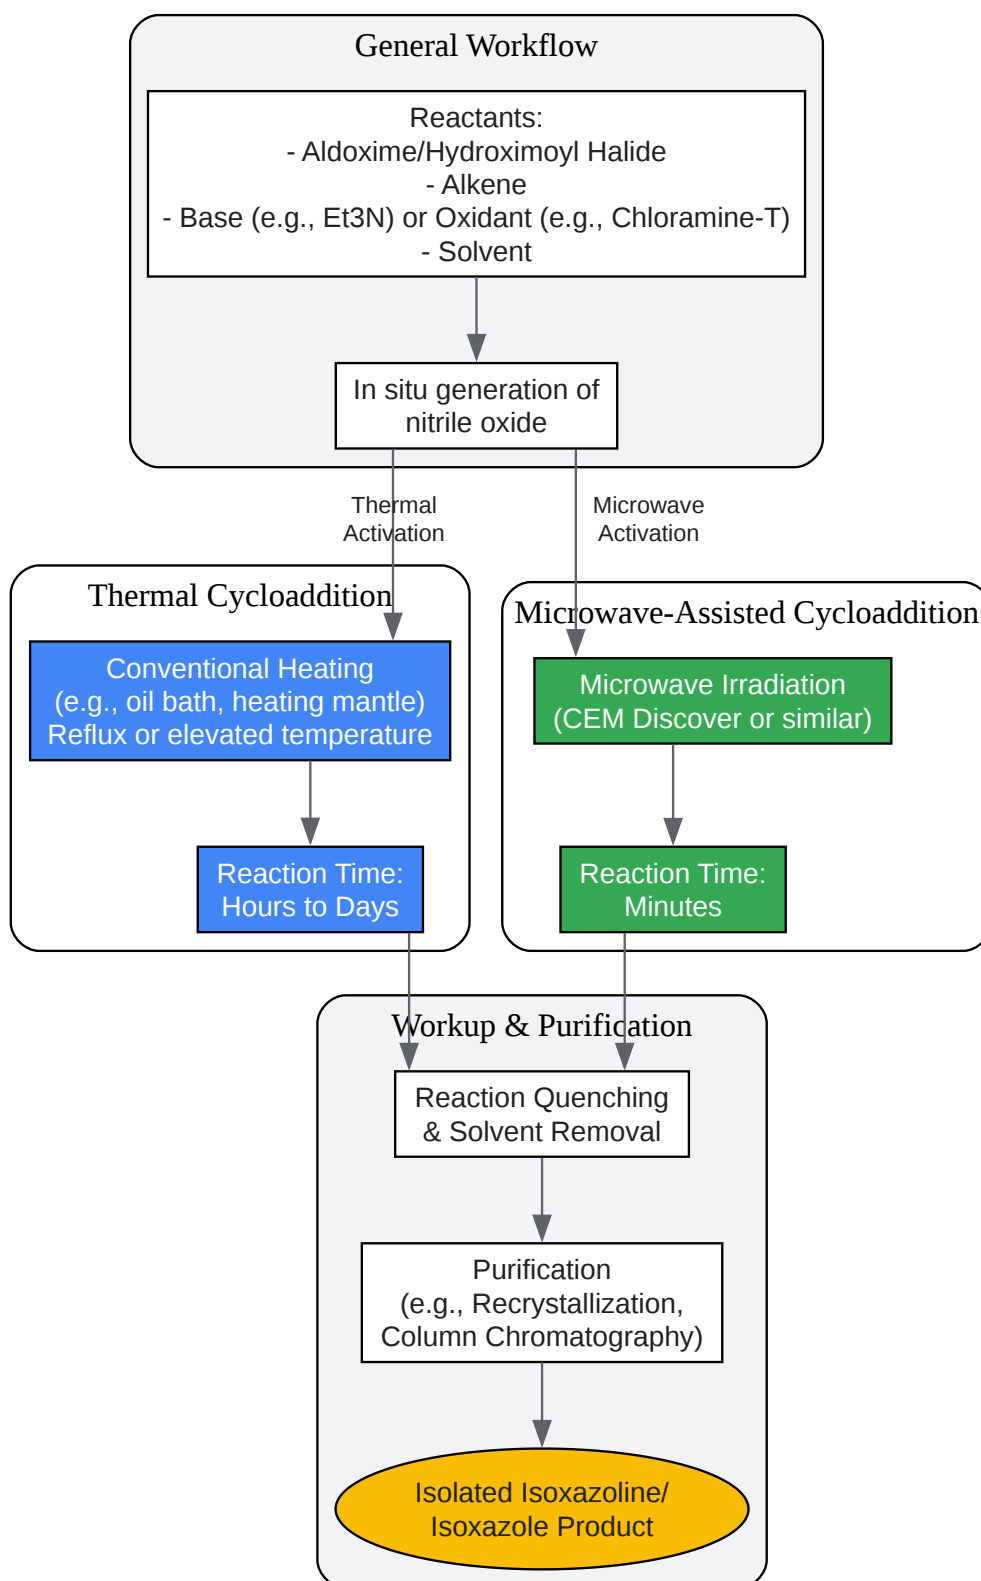 General Workflow
Reactants:
- Aldoxime/Hydroximoyl Halide
- Alkene
- Base (e.g., Et3N) or Oxidant (e.g., Chloramine-T)
- Solvent
In situ generation of
nitrile oxide
Thermal
Activation
Microwave
Activation
Thermal Cycloaddition
Conventional Heating
(e.g., oil bath, heating mantle)
Reflux or elevated temperature
Reaction Time:
Hours to Days
Microwave-Assisted Cycloaddition
Microwave Irradiation
(CEM Discover or similar)
Reaction Time:
Minutes
Workup & Purification
Reaction Quenching
& Solvent Removal
Purification
(e.g., Recrystallization,
Column Chromatography)
Isolated Isoxazoline/
Isoxazole Product